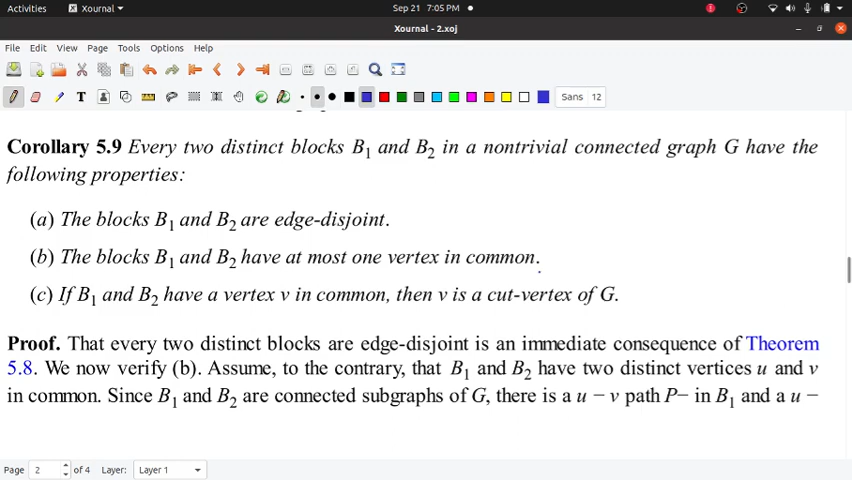 Activities Xournal Sep 21 7:05 PM
Xournal - 2.xoj
File Edit View Page Tools Options Help
T Sans 12
Corollary 5.9 Every two distinct blocks B1 and B2 in a nontrivial connected graph G have the
following properties:
(a) The blocks B1 and B2 are edge-disjoint.
(b) The blocks B1 and B2 have at most one vertex in common.
(c) If B1 and B2 have a vertex v in common, then v is a cut-vertex of G.
Proof. That every two distinct blocks are edge-disjoint is an immediate consequence of Theorem
5.8. We now verify (b). Assume, to the contrary, that B1 and B2 have two distinct vertices u and v
in common. Since B1 and B2 are connected subgraphs of G, there is a u − v path P− in B1 and a u −
Page 2 of 4 Layer: Layer 1